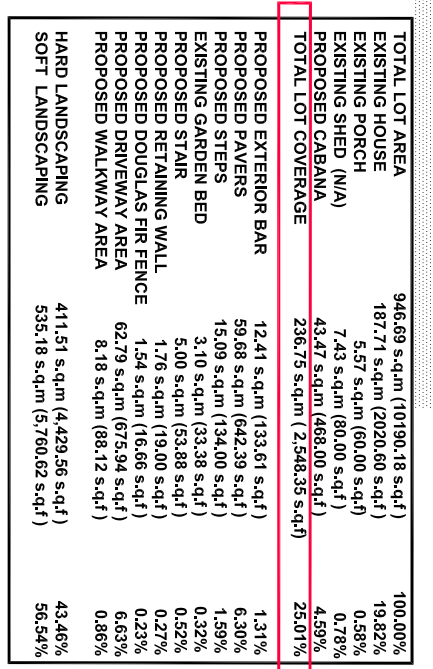 TOTAL LOT AREA 946.69 s.q.m (10190.18 s.q.f ) 100.00%
EXISTING HOUSE 187.71 s.q.m (2020.60 s.q.f ) 19.82%
EXISTING PORCH 5.57 s.q.m (60.00 s.q.f ) 0.58%
EXISTING SHED (N/A) 7.43 s.q.m (80.00 s.q.f ) 0.78%
PROPOSED CABANA 43.47 s.q.m (468.00 s.q.f ) 4.59%
TOTAL LOT COVERAGE 236.75 s.q.m ( 2,548.35 s.q.f) 25.01%
PROPOSED EXTERIOR BAR 12.41 s.q.m (133.61 s.q.f ) 1.31%
PROPOSED PAVERS 59.68 s.q.m (642.39 s.q.f ) 6.30%
PROPOSED STEPS 15.09 s.q.m (134.00 s.q.f ) 1.59%
EXISTING GARDEN BED 3.10 s.q.m (33.38 s.q.f ) 0.32%
PROPOSED STAIR 5.00 s.q.m (53.88 s.q.f ) 0.52%
PROPOSED RETAINING WALL 1.76 s.q.m (19.00 s.q.f ) 0.27%
PROPOSED DOUGLAS FIR FENCE 1.54 s.q.m (16.66 s.q.f ) 0.23%
PROPOSED DRIVEWAY AREA 62.79 s.q.m (675.94 s.q.f ) 6.63%
PROPOSED WALKWAY AREA 8.18 s.q.m (88.12 s.q.f ) 0.86%
HARD LANDSCAPING 411.51 s.q.m (4,429.56 s.q.f ) 43.46%
SOFT LANDSCAPING 535.18 s.q.m (5,760.62 s.q.f ) 56.54%